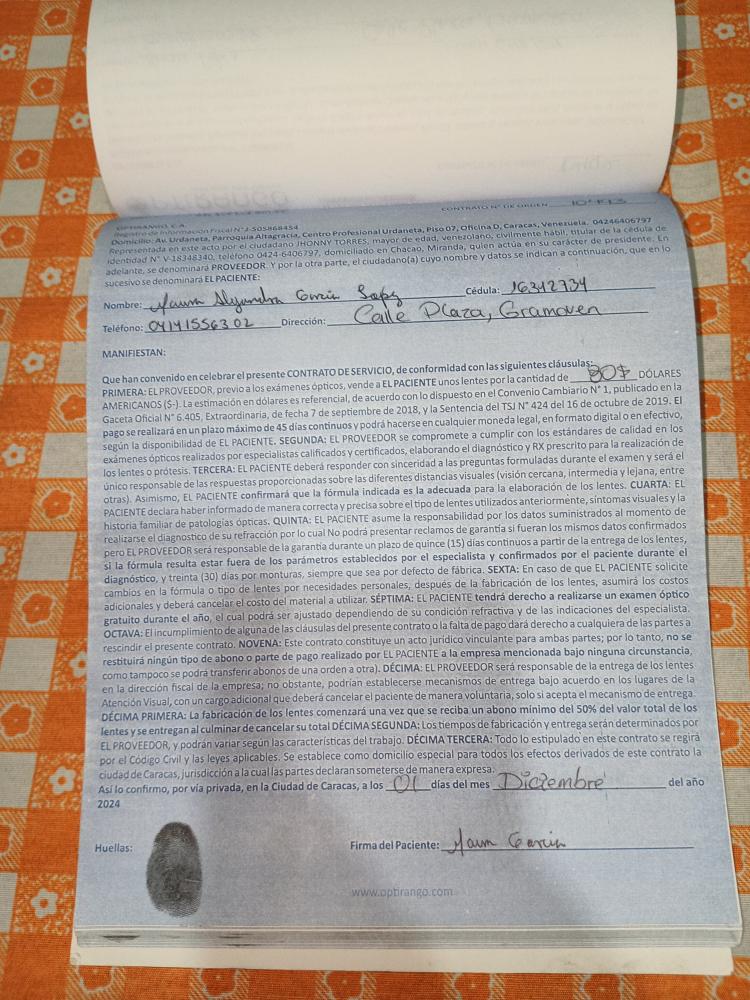 CONTRATO N° DE ORDEN
OPTIRANGO C.A.
Registro de Información Fiscal N° J-505868454
Domicilio: Av. Urdaneta, Parroquia Altagracia, Centro Profesional Urdaneta, Piso 07, Oficina D, Caracas, Venezuela. 04246406797
Representada en este acto por el ciudadano JHONNY TORRES, mayor de edad, venezolano, civilmente hábil, titular de la cédula de
identidad N° V-18348340, teléfono 0424-6406797, domiciliado en Chacao, Miranda, quien actúa en su carácter de presidente. En
adelante, se denominará PROVEEDOR. Y por la otra parte, el ciudadano(a) cuyo nombre y datos se indican a continuación, que en lo
sucesivo se denominará EL PACIENTE:
Nombre: Alejandra Garcia Cédula: 16342734
Teléfono: 04141556302 Dirección: Calle Plaza, Gramoven
MANIFIESTAN:
Que han convenido en celebrar el presente CONTRATO DE SERVICIO, de conformidad con las siguientes cláusulas:
PRIMERA: EL PROVEEDOR, previo a los exámenes ópticos, vende a EL PACIENTE unos lentes por la cantidad de 80$ DÓLARES
AMERICANOS ($-). La estimación en dólares es referencial, de acuerdo con lo dispuesto en el Convenio Cambiario N° 1, publicado en la
Gaceta Oficial N° 6.405, Extraordinaria, de fecha 7 de septiembre de 2018, y la Sentencia del TSJ N° 424 del 16 de octubre de 2019. El
pago se realizará en un plazo máximo de 45 días continuos y podrá hacerse en cualquier moneda legal, en formato digital o en efectivo,
según la disponibilidad de EL PACIENTE. SEGUNDA: EL PROVEEDOR se compromete a cumplir con los estándares de calidad en los
exámenes ópticos realizados por especialistas calificados y certificados, elaborando el diagnóstico y RX prescrito para la realización de
los lentes o prótesis. TERCERA: EL PACIENTE deberá responder con sinceridad a las preguntas formuladas durante el examen y será el
único responsable de las respuestas proporcionadas sobre las diferentes distancias visuales (visión cercana, intermedia y lejana, entre
otras). Asimismo, EL PACIENTE confirmará que la fórmula indicada es la adecuada para la elaboración de los lentes. CUARTA: EL
PACIENTE declara haber informado de manera correcta y precisa sobre el tipo de lentes utilizados anteriormente, síntomas visuales y la
historia familiar de patologías ópticas. QUINTA: EL PACIENTE asume la responsabilidad por los datos suministrados al momento de
realizarse el diagnostico de su refracción por lo cual No podrá presentar reclamos de garantía si fueran los mismos datos confirmados
pero EL PROVEEDOR será responsable de la garantía durante un plazo de quince (15) días continuos a partir de la entrega de los lentes,
si la fórmula resulta estar fuera de los parámetros establecidos por el especialista y confirmados por el paciente durante el
diagnóstico, y treinta (30) días por monturas, siempre que sea por defecto de fábrica. SEXTA: En caso de que EL PACIENTE solicite
cambios en la fórmula o tipo de lentes por necesidades personales, después de la fabricación de los lentes, asumirá los costos
adicionales y deberá cancelar el costo del material a utilizar. SÉPTIMA: EL PACIENTE tendrá derecho a realizarse un examen óptico
gratuito durante el año, el cual podrá ser ajustado dependiendo de su condición refractiva y de las indicaciones del especialista.
OCTAVA: El incumplimiento de alguna de las cláusulas del presente contrato o la falta de pago dará derecho a cualquiera de las partes a
rescindir el presente contrato. NOVENA: Este contrato constituye un acto jurídico vinculante para ambas partes; por lo tanto, no se
restituirá ningún tipo de abono o parte de pago realizado por EL PACIENTE a la empresa mencionada bajo ninguna circunstancia,
como tampoco se podrá transferir abonos de una orden a otra). DÉCIMA: EL PROVEEDOR será responsable de la entrega de los lentes
en la dirección fiscal de la empresa; no obstante, podrían establecerse mecanismos de entrega bajo acuerdo en los lugares de la
Atención Visual, con un cargo adicional que deberá cancelar el paciente de manera voluntaria, solo si acepta el mecanismo de entrega.
DÉCIMA PRIMERA: La fabricación de los lentes comenzará una vez que se reciba un abono mínimo del 50% del valor total de los
lentes y se entregan al culminar de cancelar su total DÉCIMA SEGUNDA: Los tiempos de fabricación y entrega serán determinados por
EL PROVEEDOR, y podrán variar según las características del trabajo. DÉCIMA TERCERA: Todo lo estipulado en este contrato se regirá
por el Código Civil y las leyes aplicables. Se establece como domicilio especial para todos los efectos derivados de este contrato la
ciudad de Caracas, jurisdicción a la cual las partes declaran someterse de manera expresa.
Así lo confirmo, por vía privada, en la Ciudad de Caracas, a los 01 días del mes Diciembre del año
2024
Huellas:
Firma del Paciente: Garcia
www.optirango.com